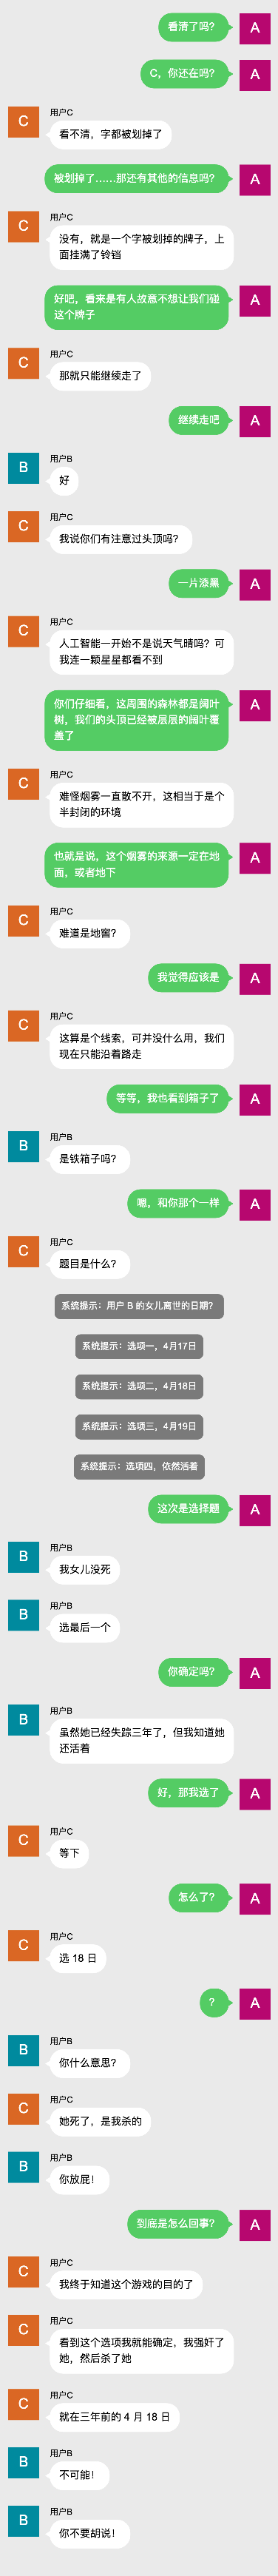 看清了吗？
A
C，你还在吗？
A
用户C
C
看不清，字都被划掉了
被划掉了……那还有其他的信息吗？
A
用户C
C
没有，就是一个字被划掉的牌子，上
面挂满了铃铛
好吧，看来是有人故意不想让我们碰
这个牌子
A
用户C
C
那就只能继续走了
继续走吧
A
用户B
B
好
用户C
C
我说你们有注意过头顶吗？
一片漆黑
A
用户C
C
人工智能一开始不是说天气晴吗？可
我连一颗星星都看不到
你们仔细看，这周围的森林都是阔叶
树，我们的头顶已经被层层的阔叶覆
盖了
A
用户C
C
难怪烟雾一直散不开，这相当于是个
半封闭的环境
也就是说，这个烟雾的来源一定在地
面，或者地下
A
用户C
C
难道是地窖？
我觉得应该是
A
用户C
C
这算是个线索，可并没什么用，我们
现在只能沿着路走
等等，我也看到箱子了
A
用户B
B
是铁箱子吗？
嗯，和你那个一样
A
用户C
C
题目是什么？
系统提示：用户 B 的女儿离世的日期？
系统提示：选项一，4月17日
系统提示：选项二，4月18日
系统提示：选项三，4月19日
系统提示：选项四，依然活着
这次是选择题
A
用户B
B
我女儿没死
用户B
B
选最后一个
你确定吗？
A
用户B
B
虽然她已经失踪三年了，但我知道她
还活着
好，那我选了
A
用户C
C
等下
怎么了？
A
用户C
C
选 18 日
？
A
用户B
B
你什么意思？
用户C
C
她死了，是我杀的
用户B
B
你放屁！
到底是怎么回事？
A
用户C
C
我终于知道这个游戏的目的了
用户C
C
看到这个选项我就能确定，我强奸了
她，然后杀了她
用户C
C
就在三年前的 4 月 18 日
用户B
B
不可能！
用户B
B
你不要胡说！